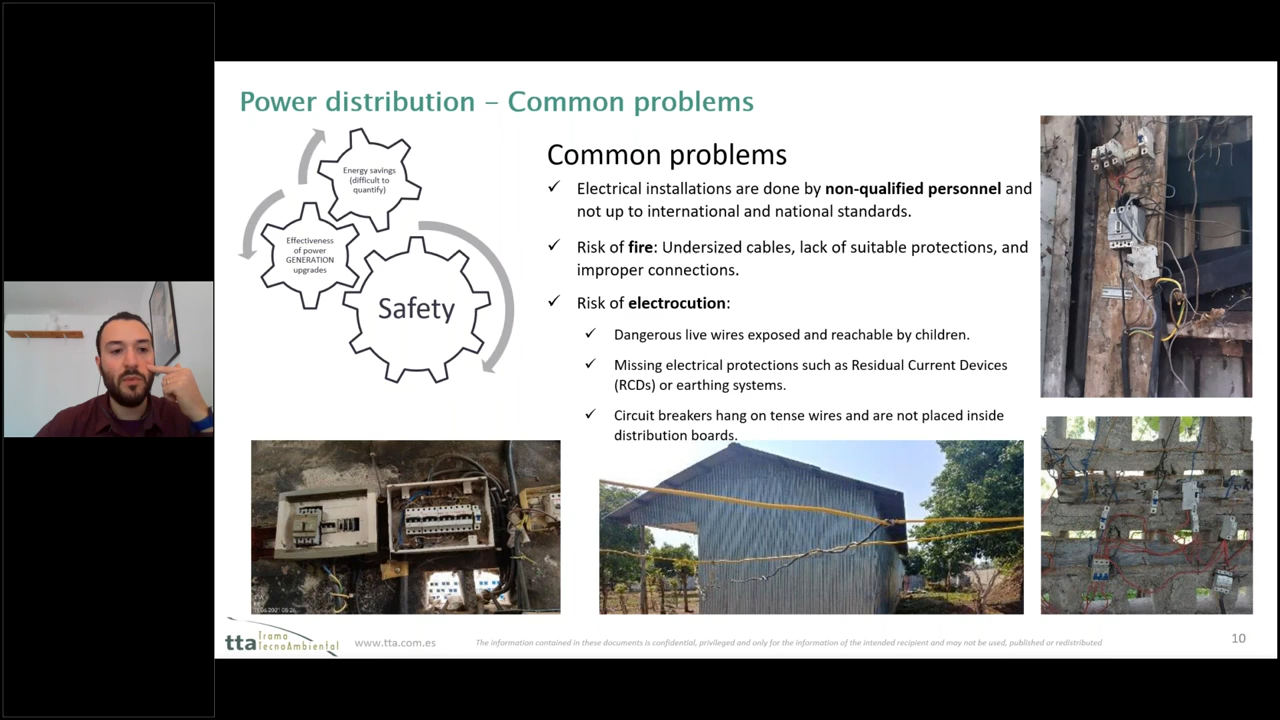 Power distribution – Common problems
Energy savings
(difficult to
quantify)
Effectiveness
of power
GENERATION
upgrades
Safety
Common problems
Electrical installations are done by non-qualified personnel and
not up to international and national standards.
Risk of fire: Undersized cables, lack of suitable protections, and
improper connections.
Risk of electrocution:
Dangerous live wires exposed and reachable by children.
Missing electrical protections such as Residual Current Devices
(RCDs) or earthing systems.
Circuit breakers hang on tense wires and are not placed inside
distribution boards.
tta Trama
TecnoAmbiental
www.tta.com.es
The information contained in these documents is confidential, privileged and only for the information of the intended recipient and may not be used, published or redistributed
10